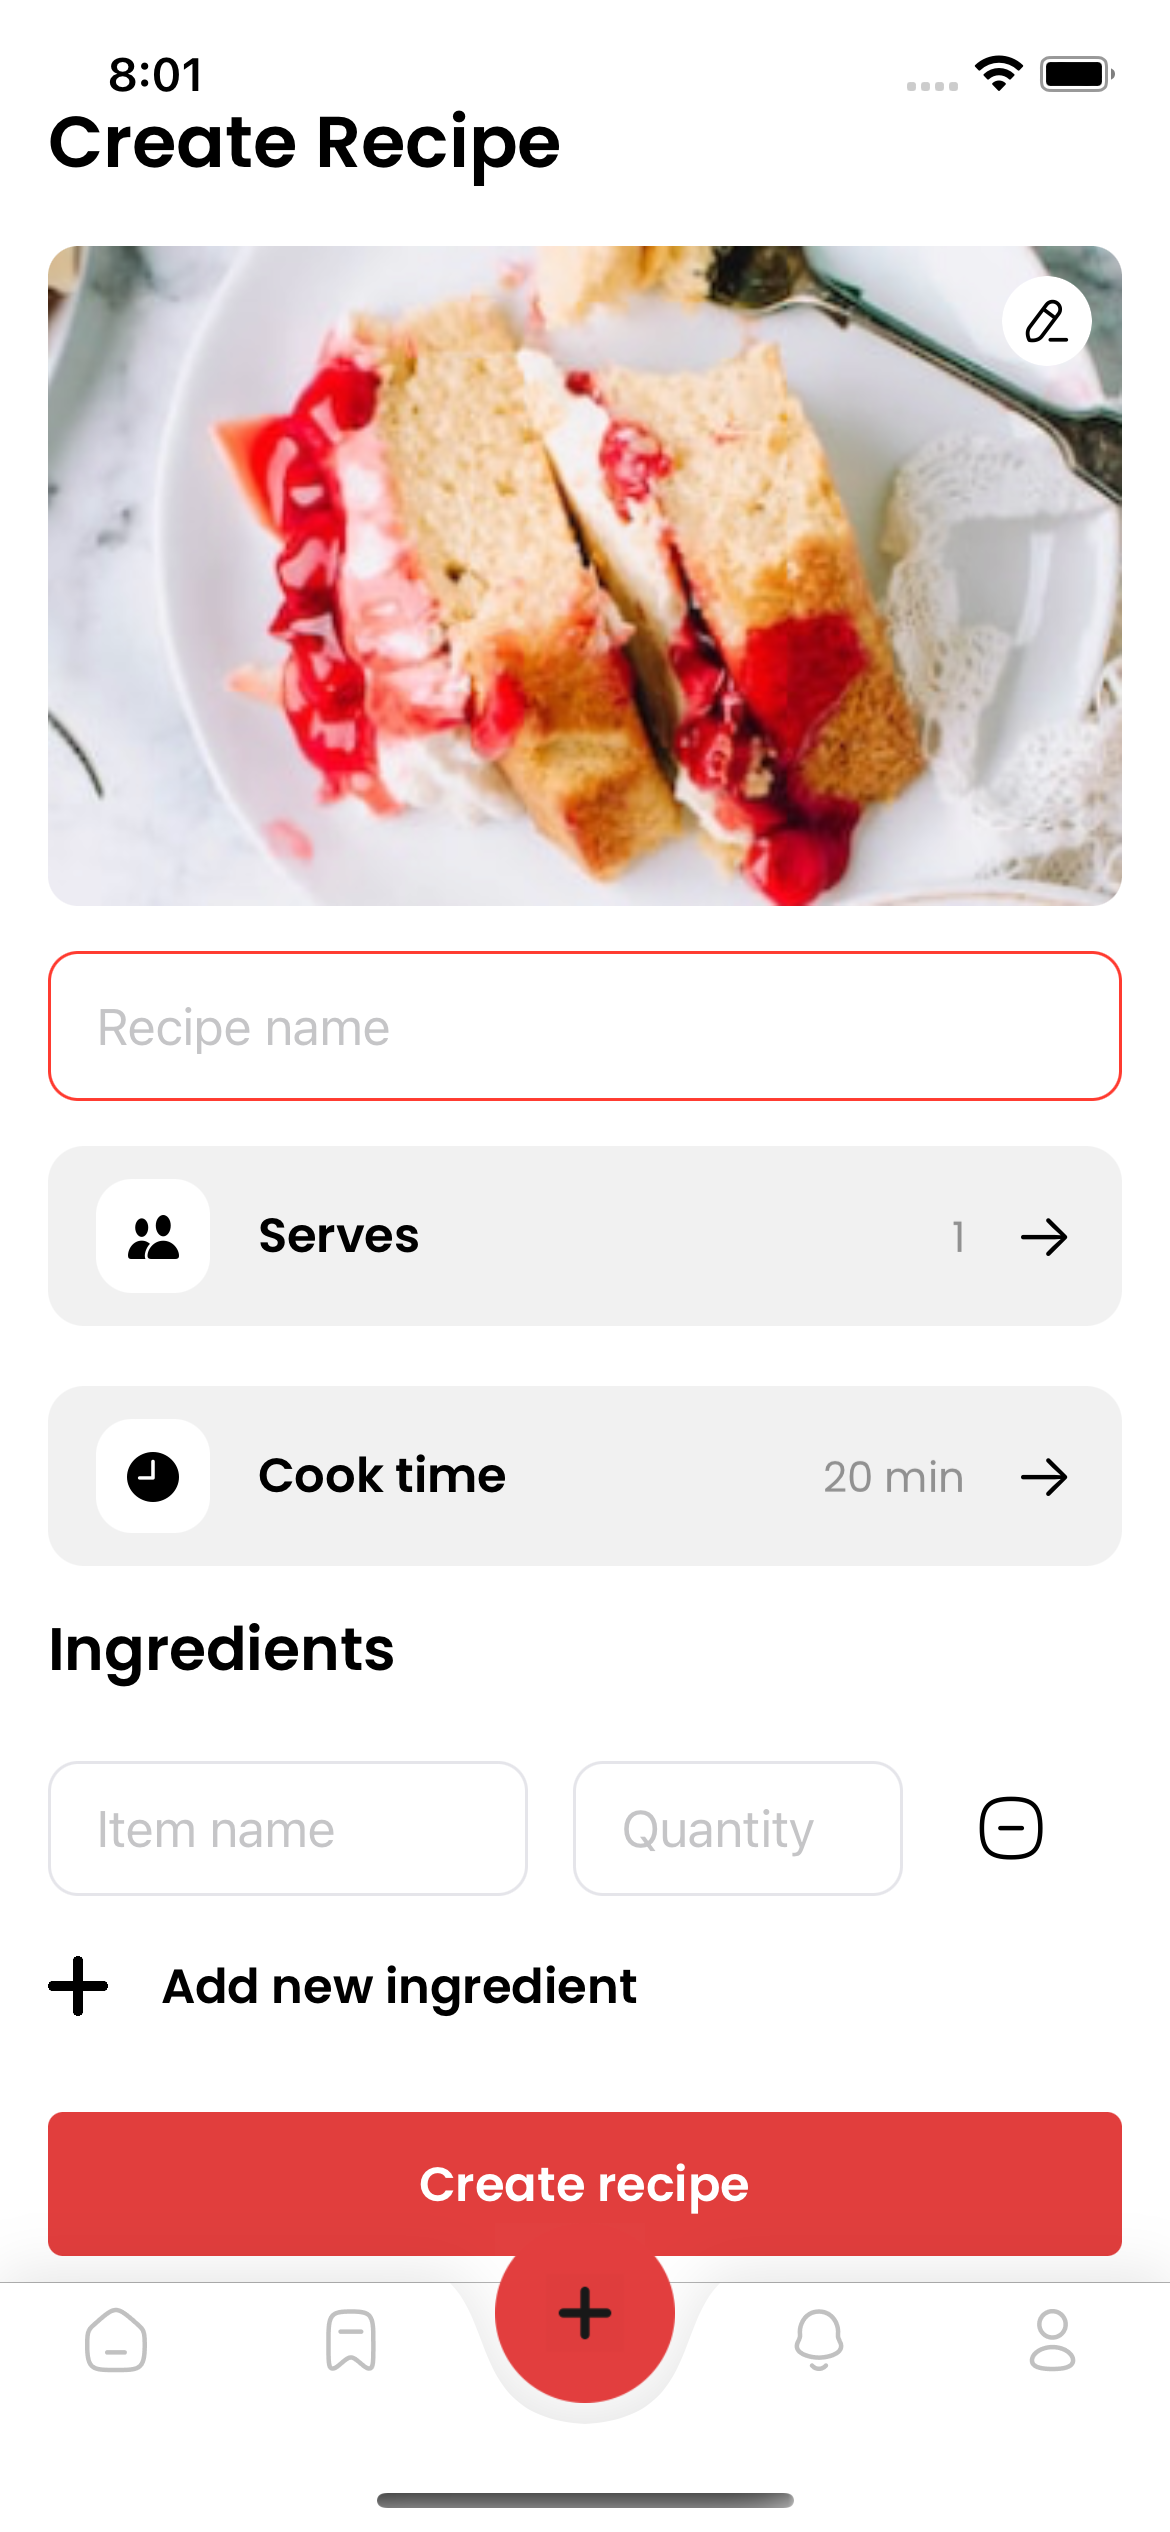 8:01
Create Recipe
Recipe name
Serves 1
Cook time 20 min
Ingredients
Item name Quantity
Add new ingredient
Create recipe